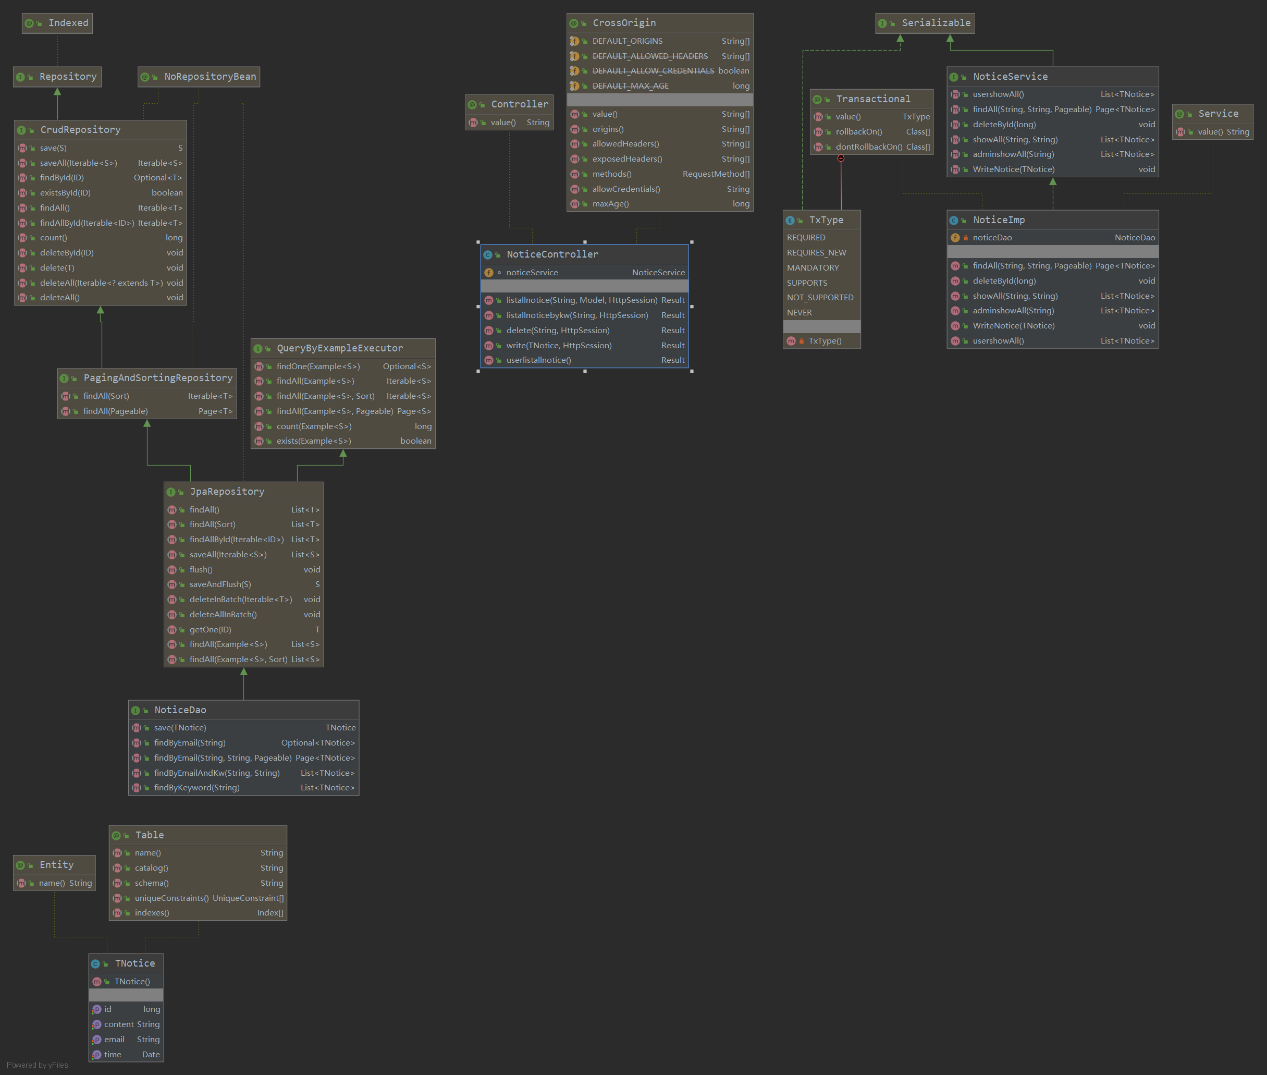 Indexed
Repository
NoRepositoryBean
CrudRepository
save(S) S
saveAll(Iterable<S>) Iterable<S>
findById(ID) Optional<T>
existsById(ID) boolean
findAll() Iterable<T>
findAllById(Iterable<ID>) Iterable<T>
count() long
deleteById(ID) void
delete(T) void
deleteAll(Iterable<? extends T>) void
deleteAll() void
PagingAndSortingRepository
findAll(Sort) Iterable<T>
findAll(Pageable) Page<T>
QueryByExampleExecutor
findOne(Example<S>) Optional<S>
findAll(Example<S>) Iterable<S>
findAll(Example<S>, Sort) Iterable<S>
findAll(Example<S>, Pageable) Page<S>
count(Example<S>) long
exists(Example<S>) boolean
JpaRepository
findAll() List<T>
findAll(Sort) List<T>
findAllById(Iterable<ID>) List<T>
saveAll(Iterable<S>) List<S>
flush() void
saveAndFlush(S) S
deleteInBatch(Iterable<T>) void
deleteAllInBatch() void
getOne(ID) T
findAll(Example<S>) List<S>
findAll(Example<S>, Sort) List<S>
NoticeDao
save(TNotice) TNotice
findByEmail(String) Optional<TNotice>
findByEmail(String, String, Pageable) Page<TNotice>
findByEmailAndKw(String, String) List<TNotice>
findByKeyword(String) List<TNotice>
Table
name() String
catalog() String
schema() String
uniqueConstraints() UniqueConstraint[]
indexes() Index[]
Entity
name() String
TNotice
TNotice()
id long
content String
email String
time Date
Controller
value() String
CrossOrigin
DEFAULT_ORIGINS String[]
DEFAULT_ALLOWED_HEADERS String[]
DEFAULT_ALLOW_CREDENTIALS boolean
DEFAULT_MAX_AGE long
value() String[]
origins() String[]
allowedHeaders() String[]
exposedHeaders() String[]
methods() RequestMethod[]
allowCredentials() String
maxAge() long
NoticeController
noticeService NoticeService
listallnotice(String, Model, HttpSession) Result
listallnoticebykw(String, HttpSession) Result
delete(String, HttpSession) Result
write(TNotice, HttpSession) Result
userlistallnotice() Result
Serializable
Transactional
value() TxType
rollbackOn() Class[]
dontRollbackOn() Class[]
TxType
REQUIRED
REQUIRES_NEW
MANDATORY
SUPPORTS
NOT_SUPPORTED
NEVER
TxType()
NoticeService
usershowAll() List<TNotice>
findAll(String, String, Pageable) Page<TNotice>
deleteById(long) void
showAll(String, String) List<TNotice>
adminshowAll(String) List<TNotice>
WriteNotice(TNotice) void
Service
value() String
NoticeImp
noticeDao NoticeDao
findAll(String, String, Pageable) Page<TNotice>
deleteById(long) void
showAll(String, String) List<TNotice>
adminshowAll(String) List<TNotice>
WriteNotice(TNotice) void
usershowAll() List<TNotice>
Powered by yFiles